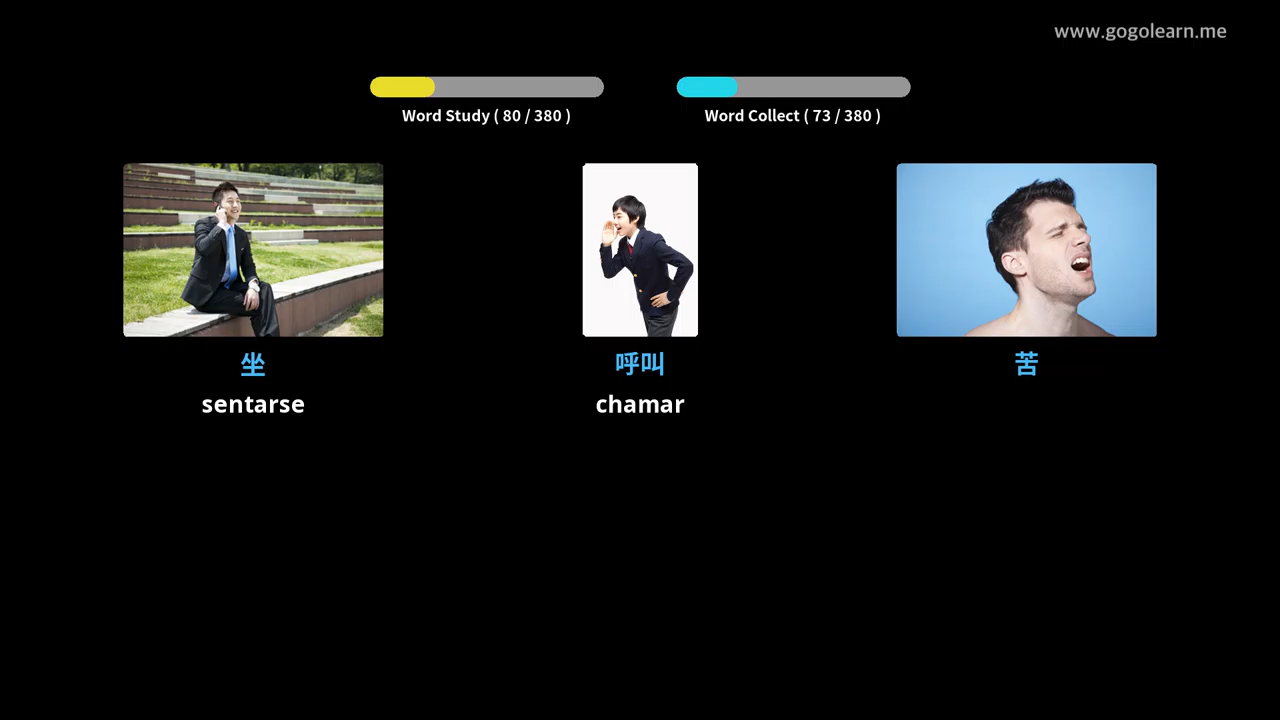 www.gogolearn.me
Word Study ( 80 / 380 )
Word Collect ( 73 / 380 )
坐
呼叫
苦
sentarse
chamar